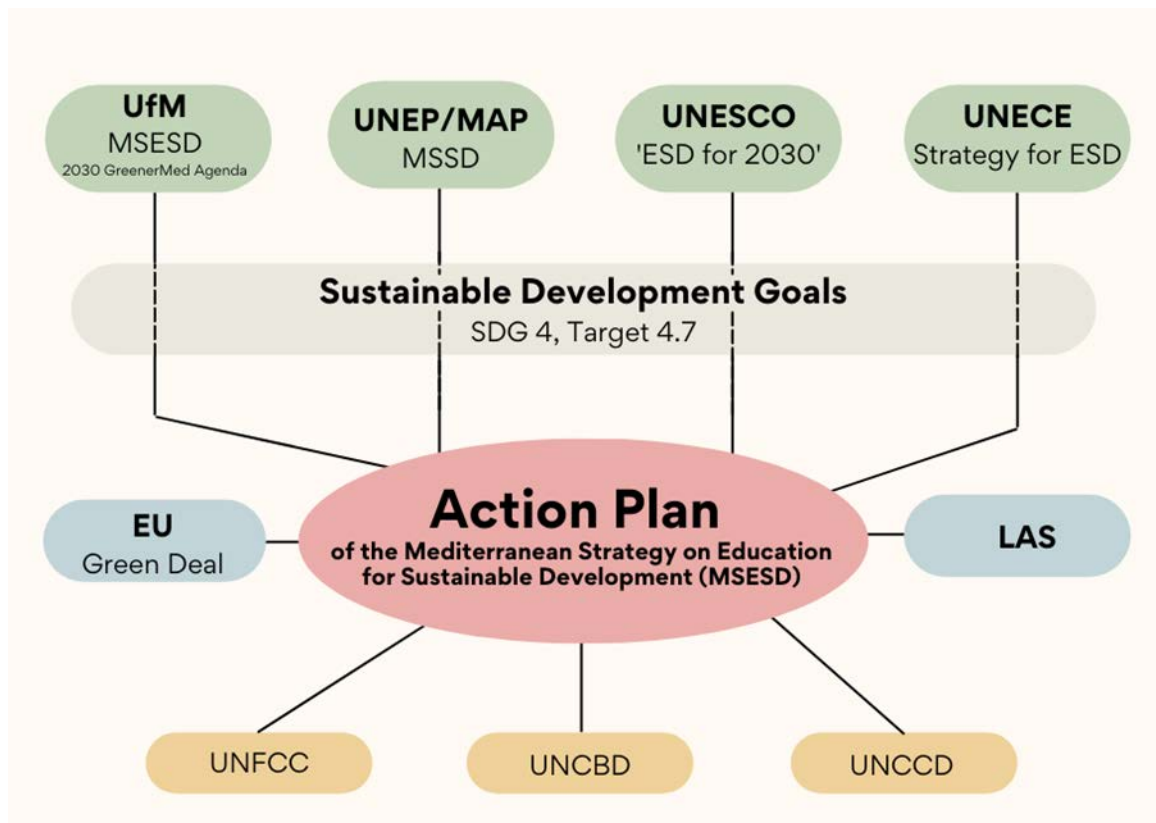 UfM
MSESD
2030 GreenerMed Agenda
UNEP/MAP
MSSD
UNESCO
'ESD for 2030'
UNECE
Strategy for ESD
Sustainable Development Goals
SDG 4, Target 4.7
Action Plan
of the Mediterranean Strategy on Education
for Sustainable Development (MSESD)
EU
Green Deal
LAS
UNFCC
UNCBD
UNCCD